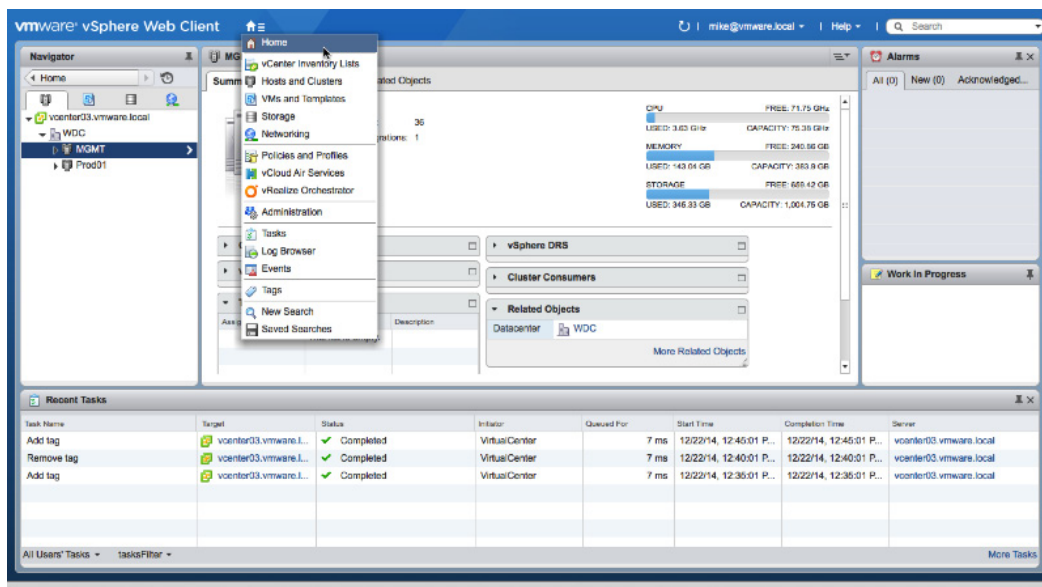 vmware® vSphere Web Client
mike@vmware.local | Help
Search
Navigator
Home
vcenter03.vmware.local
WDC
MGMT
Prod01
Home
vCenter Inventory Lists
Hosts and Clusters
VMs and Templates
Storage
Networking
Policies and Profiles
vCloud Air Services
vRealize Orchestrator
Administration
Tasks
Log Browser
Events
Tags
New Search
Saved Searches
Related Objects
36
1
CPU FREE: 71.75 GHz
USED: 3.63 GHz CAPACITY: 75.38 GHz
MEMORY FREE: 240.86 GB
USED: 143.04 GB CAPACITY: 383.9 GB
STORAGE FREE: 658.42 GB
USED: 346.33 GB CAPACITY: 1,004.75 GB
vSphere DRS
Cluster Consumers
Related Objects
Datacenter WDC
More Related Objects
Description
Alarms
All (0) New (0) Acknowledged...
Work In Progress
Recent Tasks
Task Name Target Status Initiator Queued For Start Time Completion Time Server
Add tag vcenter03.vmware.l... Completed VirtualCenter 7 ms 12/22/14, 12:45:01 P... 12/22/14, 12:45:01 P... vcenter03.vmware.local
Remove tag vcenter03.vmware.l... Completed VirtualCenter 7 ms 12/22/14, 12:40:01 P... 12/22/14, 12:40:01 P... vcenter03.vmware.local
Add tag vcenter03.vmware.l... Completed VirtualCenter 7 ms 12/22/14, 12:35:01 P... 12/22/14, 12:35:01 P... vcenter03.vmware.local
All Users' Tasks tasksFilter More Tasks